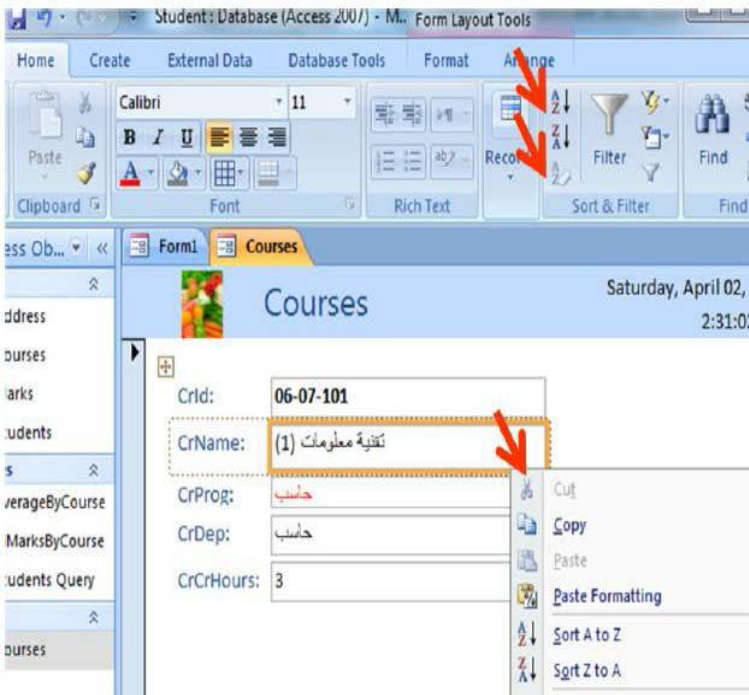 Student : Database (Access 2007) - M.. Form Layout Tools
Home Create External Data Database Tools Format Arrange
Calibri 11
B I U
Paste
Filter
Find
Clipboard Font Rich Text Sort & Filter Find
ess Ob... « Form1 Courses
Courses
Saturday, April 02,
2:31:02
ddress
ourses
arks
udents
s
verageByCourse
MarksByCourse
udents Query
ourses
CrId: 06-07-101
CrName: تقنية معلومات (1)
CrProg: حاسب
CrDep: حاسب
CrCrHours: 3
Cut
Copy
Paste
Paste Formatting
Sort A to Z
Sort Z to A